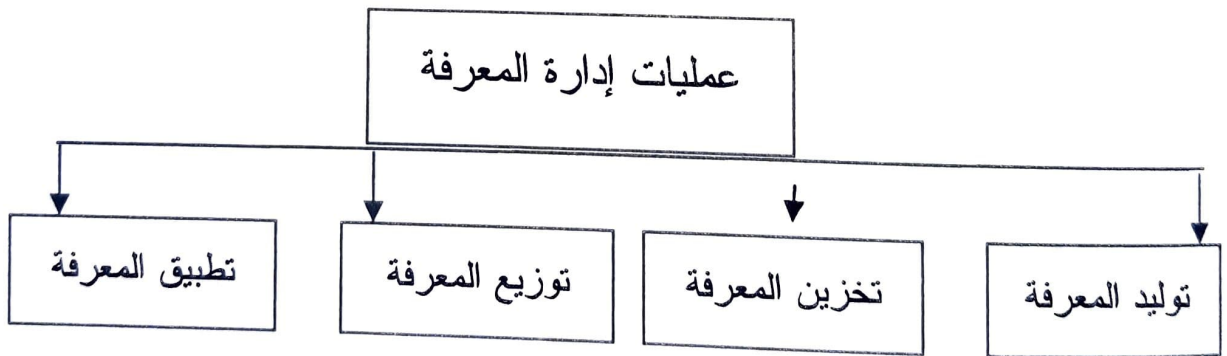 عمليات إدارة المعرفة
توليد المعرفة
تخزين المعرفة
توزيع المعرفة
تطبيق المعرفة